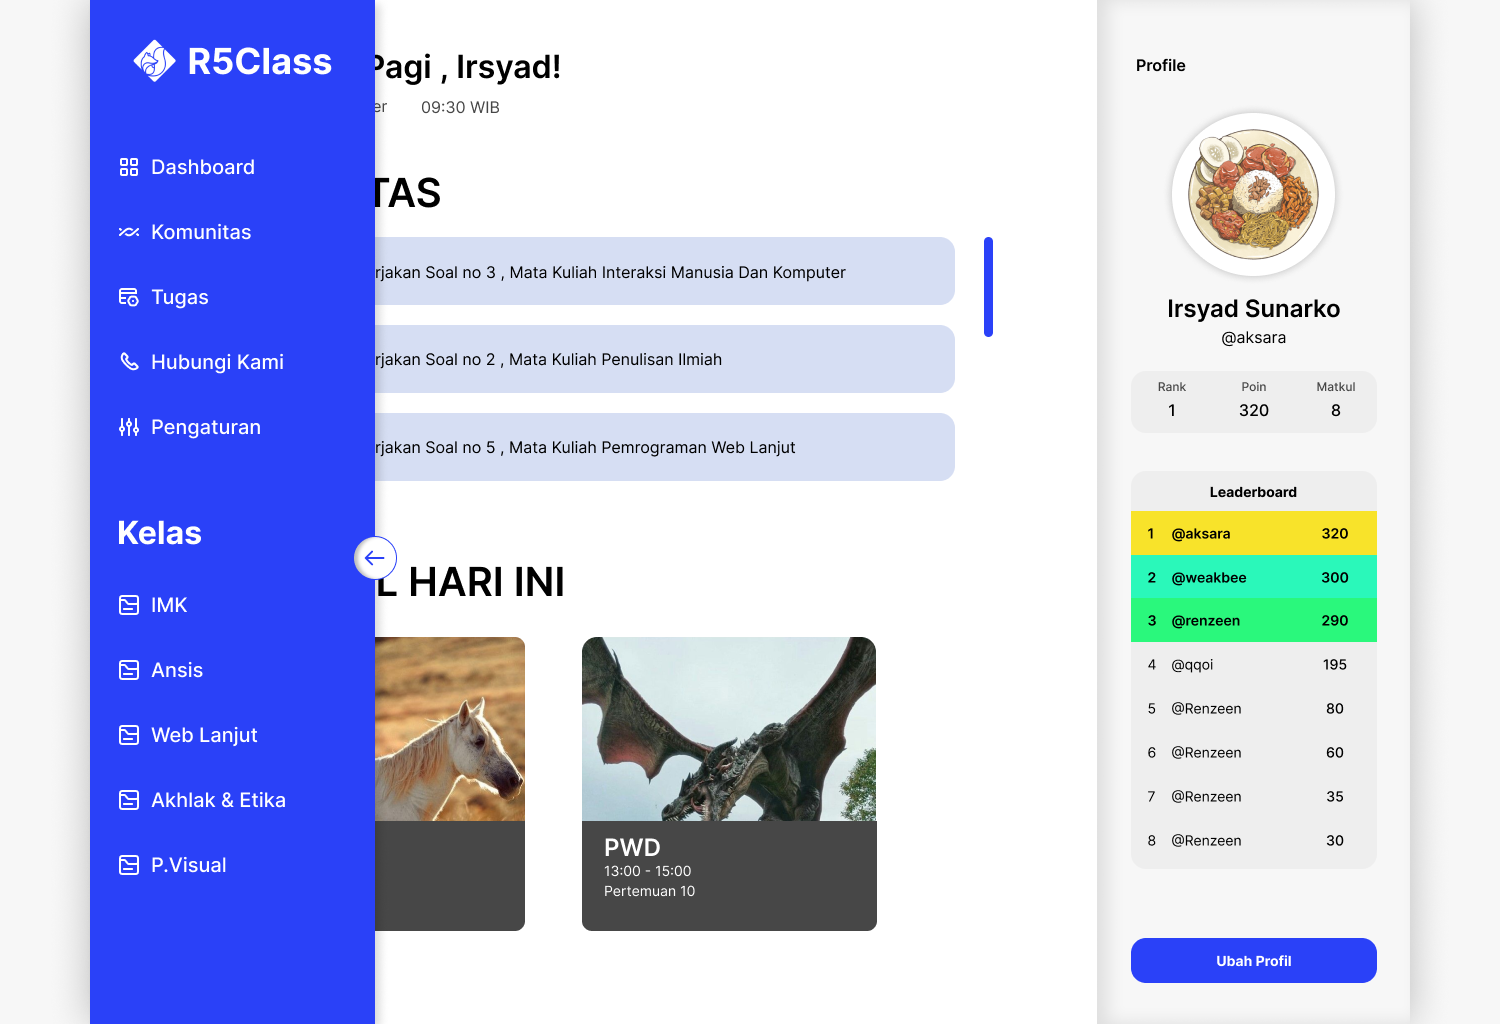 R5Class
Dashboard
Komunitas
Tugas
Hubungi Kami
Pengaturan
Kelas
IMK
Ansis
Web Lanjut
Akhlak & Etika
P.Visual
Pagi , Irsyad!
er 09:30 WIB
TAS
rjakan Soal no 3 , Mata Kuliah Interaksi Manusia Dan Komputer
rjakan Soal no 2 , Mata Kuliah Penulisan Ilmiah
rjakan Soal no 5 , Mata Kuliah Pemrograman Web Lanjut
L HARI INI
PWD
13:00 - 15:00
Pertemuan 10
Profile
Irsyad Sunarko
@aksara
Rank Poin Matkul
1 320 8
Leaderboard
1 @aksara 320
2 @weakbee 300
3 @renzeen 290
4 @qqoi 195
5 @Renzeen 80
6 @Renzeen 60
7 @Renzeen 35
8 @Renzeen 30
Ubah Profil